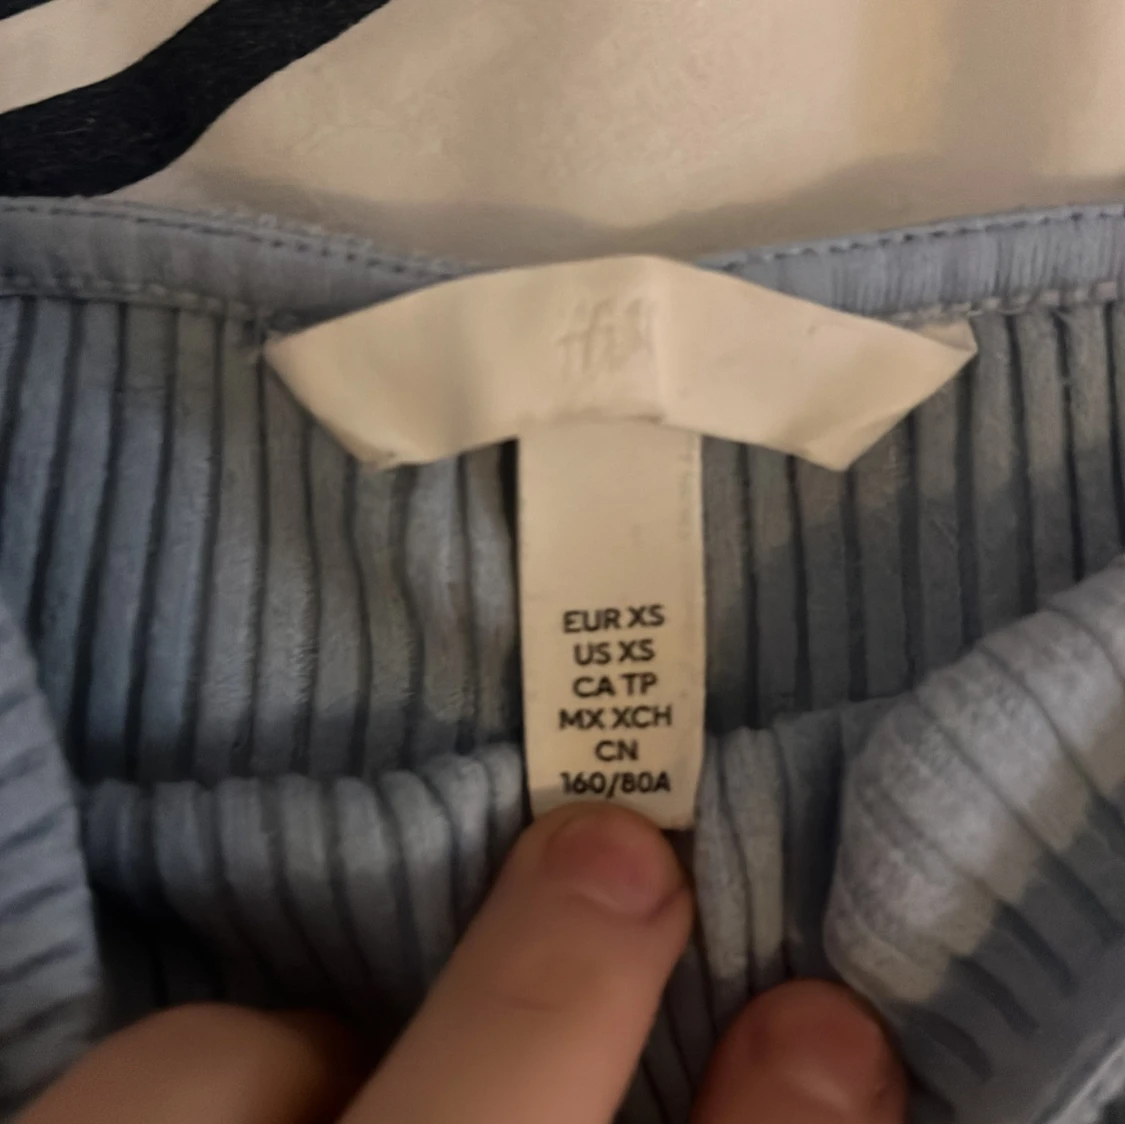 H&M
EUR XS
US XS
CA TP
MX XCH
CN
160/80A